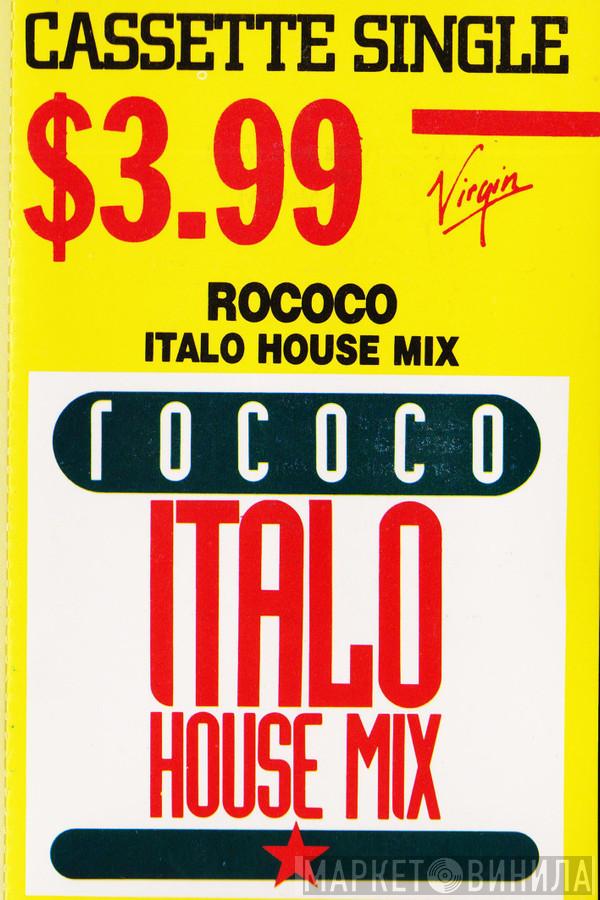 CASSETTE SINGLE
$3.99
Virgin
ROCOCO
ITALO HOUSE MIX
rococo
ITALO
HOUSE MIX
МАРКЕТ ВИНИЛА